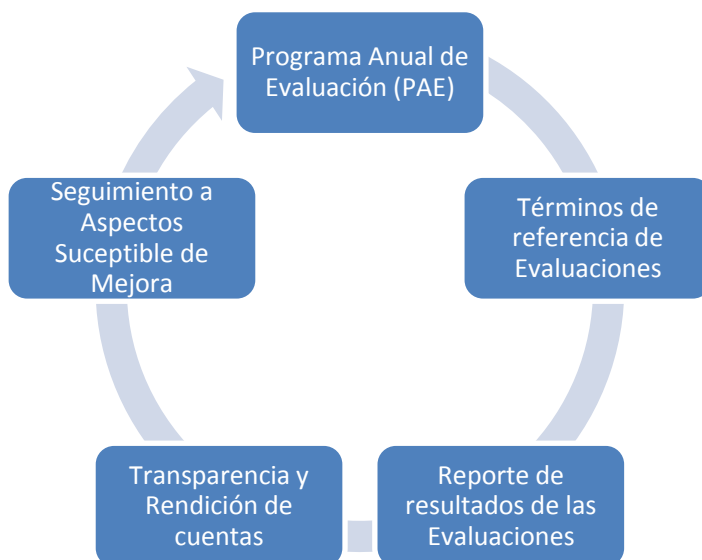 Programa Anual de
Evaluación (PAE)
Términos de
referencia de
Evaluaciones
Reporte de
resultados de las
Evaluaciones
Transparencia y
Rendición de
cuentas
Seguimiento a
Aspectos
Suceptible de
Mejora